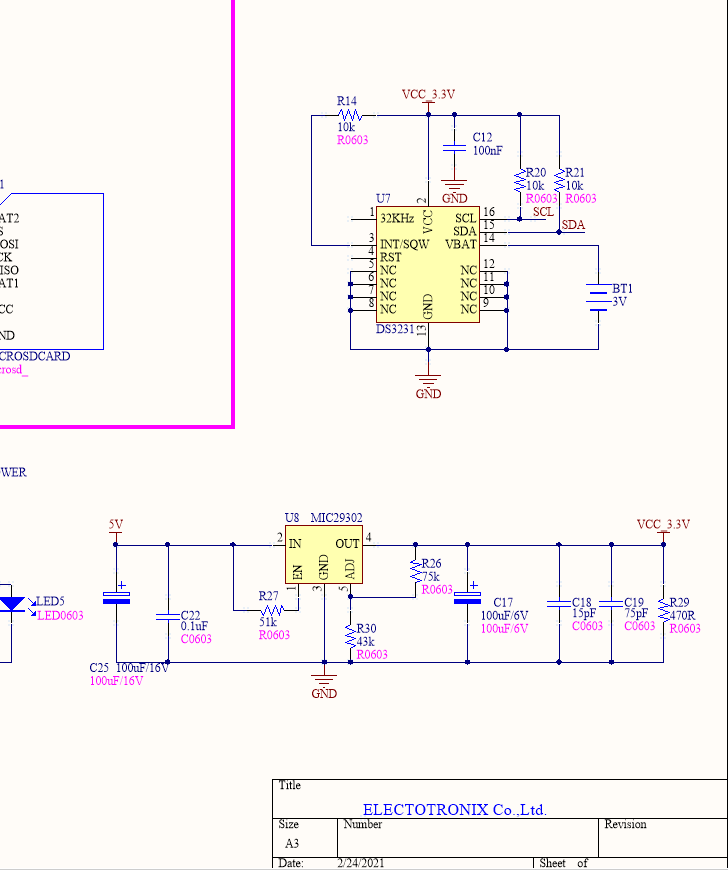 VCC_3.3V
R14
10k
R0603
C12
100nF
GND
R20
10k
R0603
R21
10k
R0603
SCL
SDA
U7
2
VCC
1 32KHz
3 INT/SQW
4 RST
5 NC
6 NC
7 NC
8 NC
SCL 16
SDA 15
VBAT 14
NC 12
NC 11
NC 10
NC 9
GND
13
DS3231
BT1
3V
GND
1
AT2
S
OSI
CK
ISO
AT1
CC
ND
CROSDCARD
crosd_
WER
LED5
LED0603
5V
U8 MIC29302
2 IN
OUT 4
EN
GND
ADJ
1
3
5
R27
51k
R0603
C22
0.1uF
C0603
C25 100uF/16V
100uF/16V
R26
75k
R0603
R30
43k
R0603
GND
C17
100uF/6V
100uF/6V
C18
15pF
C0603
C19
75pF
C0603
VCC_3.3V
R29
470R
R0603
Title
ELECTOTRONIX Co.,Ltd.
Size Number Revision
A3
Date: 2/24/2021 Sheet of